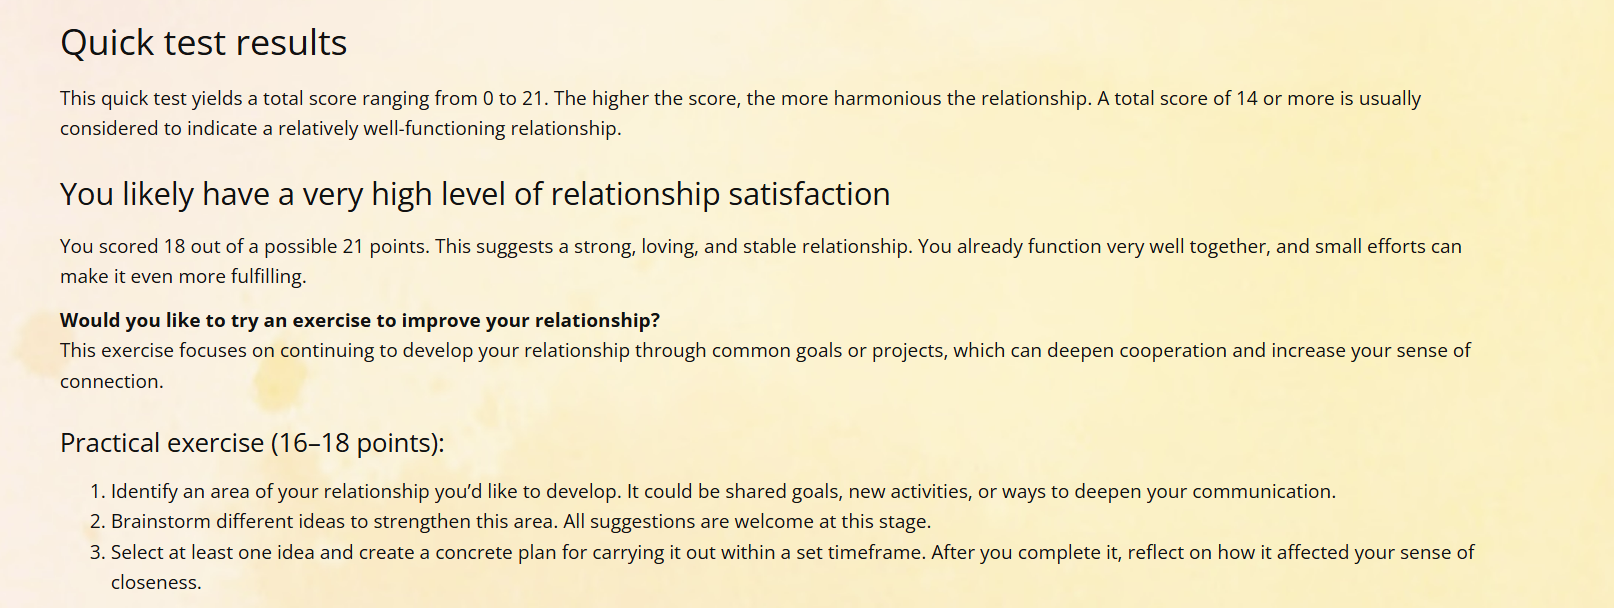 Quick test results
This quick test yields a total score ranging from 0 to 21. The higher the score, the more harmonious the relationship. A total score of 14 or more is usually
considered to indicate a relatively well-functioning relationship.
You likely have a very high level of relationship satisfaction
You scored 18 out of a possible 21 points. This suggests a strong, loving, and stable relationship. You already function very well together, and small efforts can
make it even more fulfilling.
Would you like to try an exercise to improve your relationship?
This exercise focuses on continuing to develop your relationship through common goals or projects, which can deepen cooperation and increase your sense of
connection.
Practical exercise (16–18 points):
1. Identify an area of your relationship you’d like to develop. It could be shared goals, new activities, or ways to deepen your communication.
2. Brainstorm different ideas to strengthen this area. All suggestions are welcome at this stage.
3. Select at least one idea and create a concrete plan for carrying it out within a set timeframe. After you complete it, reflect on how it affected your sense of
closeness.